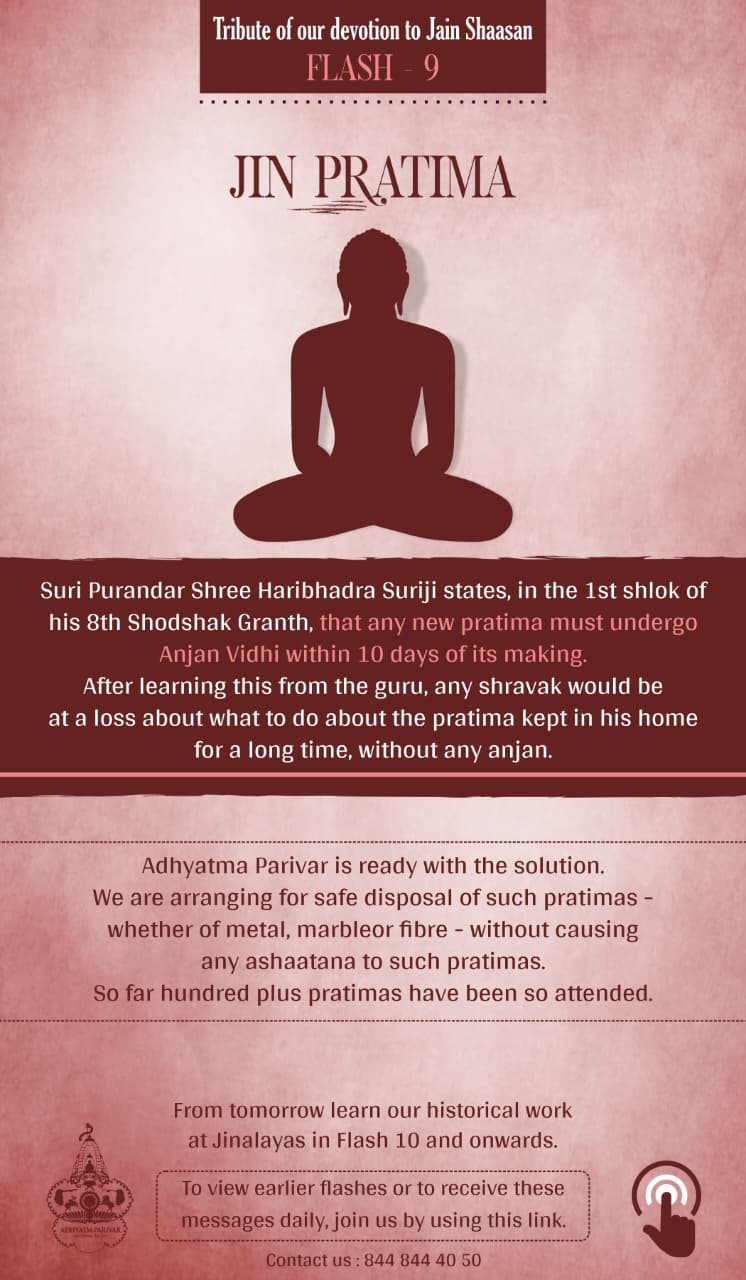 Tribute of our devotion to Jain Shaasan
FLASH - 9
JIN PRATIMA
Suri Purandar Shree Haribhadra Suriji states, in the 1st shlok of
his 8th Shodshak Granth, that any new pratima must undergo
Anjan Vidhi within 10 days of its making.
After learning this from the guru, any shravak would be
at a loss about what to do about the pratima kept in his home
for a long time, without any anjan.
Adhyatma Parivar is ready with the solution.
We are arranging for safe disposal of such pratimas -
whether of metal, marbleor fibre - without causing
any ashaatana to such pratimas.
So far hundred plus pratimas have been so attended.
From tomorrow learn our historical work
at Jinalayas in Flash 10 and onwards.
To view earlier flashes or to receive these
messages daily, join us by using this link.
Contact us : 844 844 40 50
ADHYATM PARIVAR